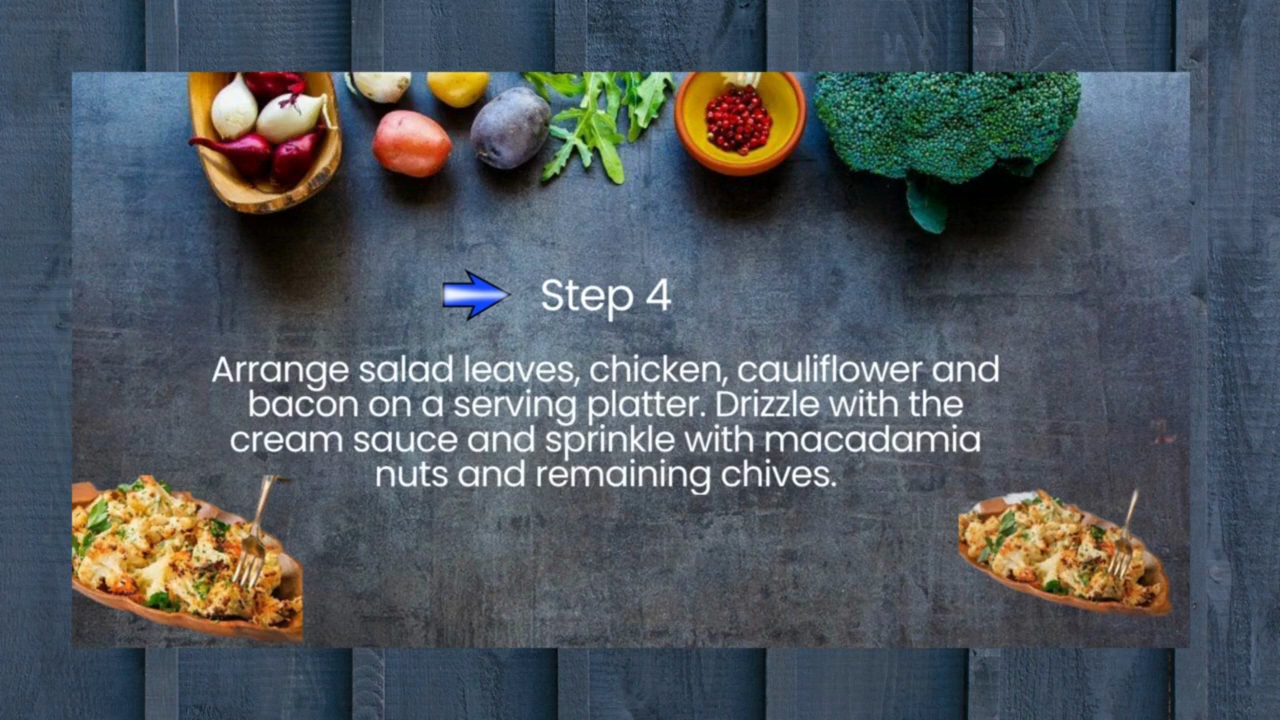 Step 4
Arrange salad leaves, chicken, cauliflower and
bacon on a serving platter. Drizzle with the
cream sauce and sprinkle with macadamia
nuts and remaining chives.